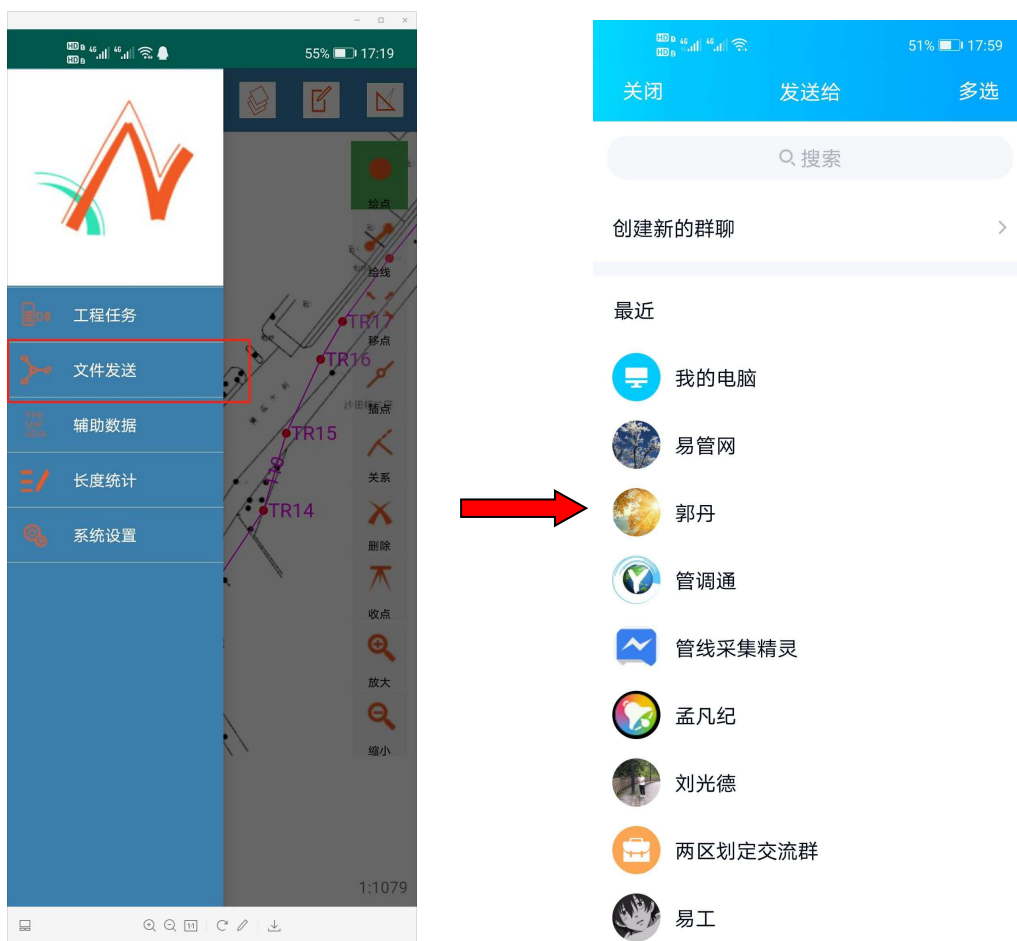 55% 17:19
工程任务
文件发送
辅助数据
长度统计
系统设置
绘点
绘线
移点
插点
关系
删除
收点
放大
缩小
TR17
TR16
TR15
TR14
1:1079
1:1
51% 17:59
关闭 发送给 多选
搜索
创建新的群聊
最近
我的电脑
易管网
郭丹
管调通
管线采集精灵
孟凡纪
刘光德
两区划定交流群
易工